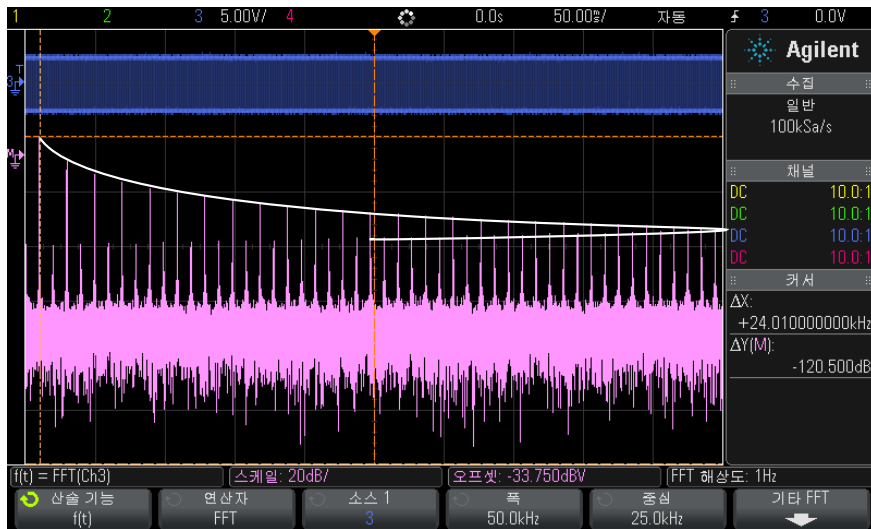 1 2 3 5.00V/ 4 0.0s 50.00㎳/ 자동 3 0.0V
Agilent
수집
일반
100kSa/s
채널
DC 10.0:1
DC 10.0:1
DC 10.0:1
DC 10.0:1
커서
ΔX:
+24.010000000kHz
ΔY(M):
-120.500dB
T
3
M
f(t) = FFT(Ch3) 스케일: 20dB/ 오프셋: -33.750dBV FFT 해상도: 1Hz
산술 기능 연산자 소스 1 폭 중심 기타 FFT
f(t) FFT 3 50.0kHz 25.0kHz